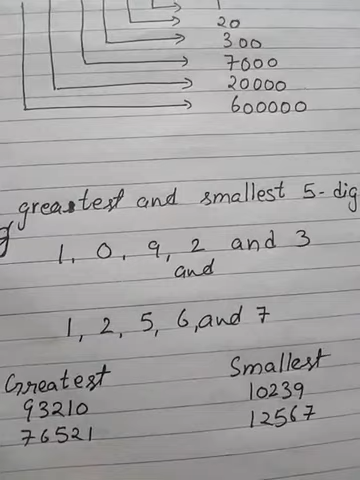 20
300
7000
20000
600000
greatest and smallest 5-dig
1, 0, 9, 2 and 3
and
1, 2, 5, 6, and 7
Greatest Smallest
93210 10239
76521 12567